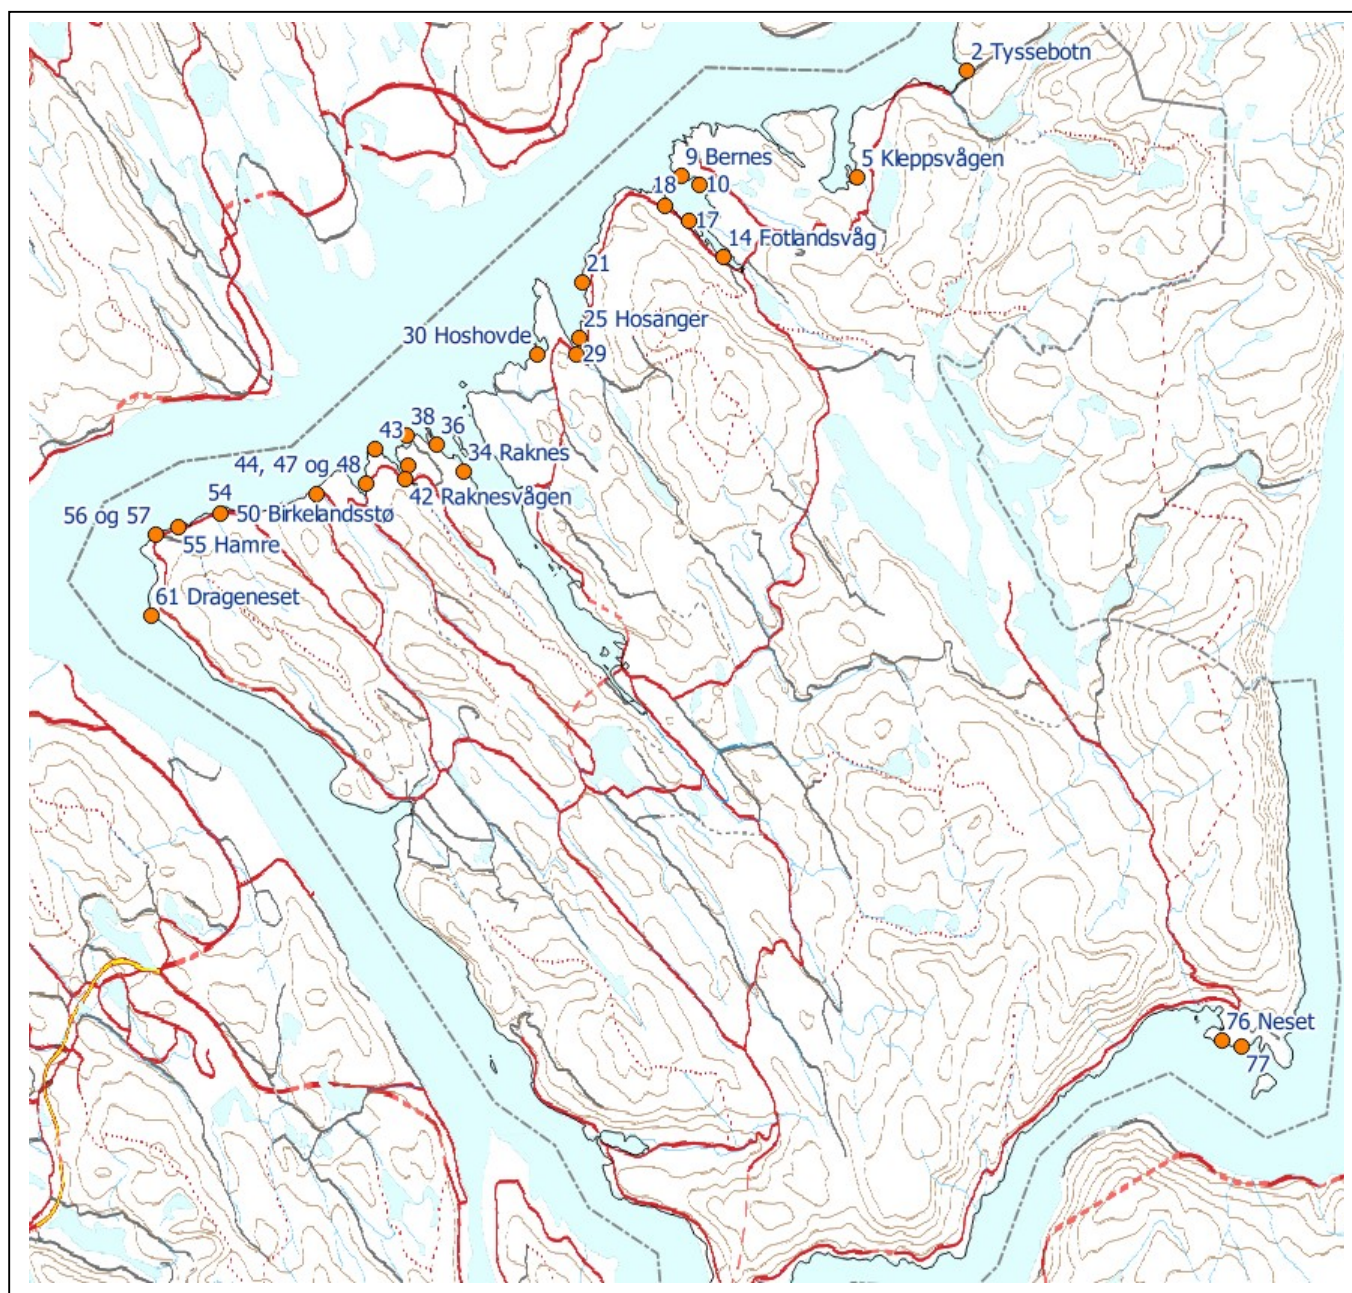 2 Tyssebotn
9 Bernes
5 Kleppsvågen
18
10
17
14 Fotlandsvåg
21
25 Hosanger
30 Hoshovde
29
43
38
36
44, 47 og 48
34 Raknes
42 Raknesvågen
54
50 Birkelandsstø
56 og 57
55 Hamre
61 Drageneset
76 Neset
77